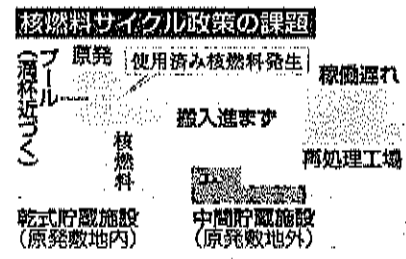 核燃料サイクル政策の課題
原発
使用済み核燃料発生
プール
(満杯近づく)
核燃料
搬入進まず
稼働遅れ
再処理工場
乾式貯蔵施設
(原発敷地内)
中間貯蔵施設
(原発敷地外)